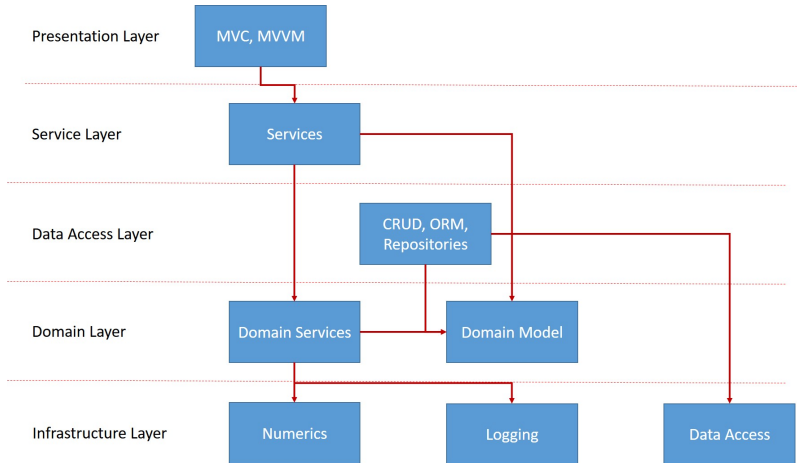 Presentation Layer
MVC, MVVM
Service Layer
Services
Data Access Layer
CRUD, ORM,
Repositories
Domain Layer
Domain Services
Domain Model
Infrastructure Layer
Numerics
Logging
Data Access